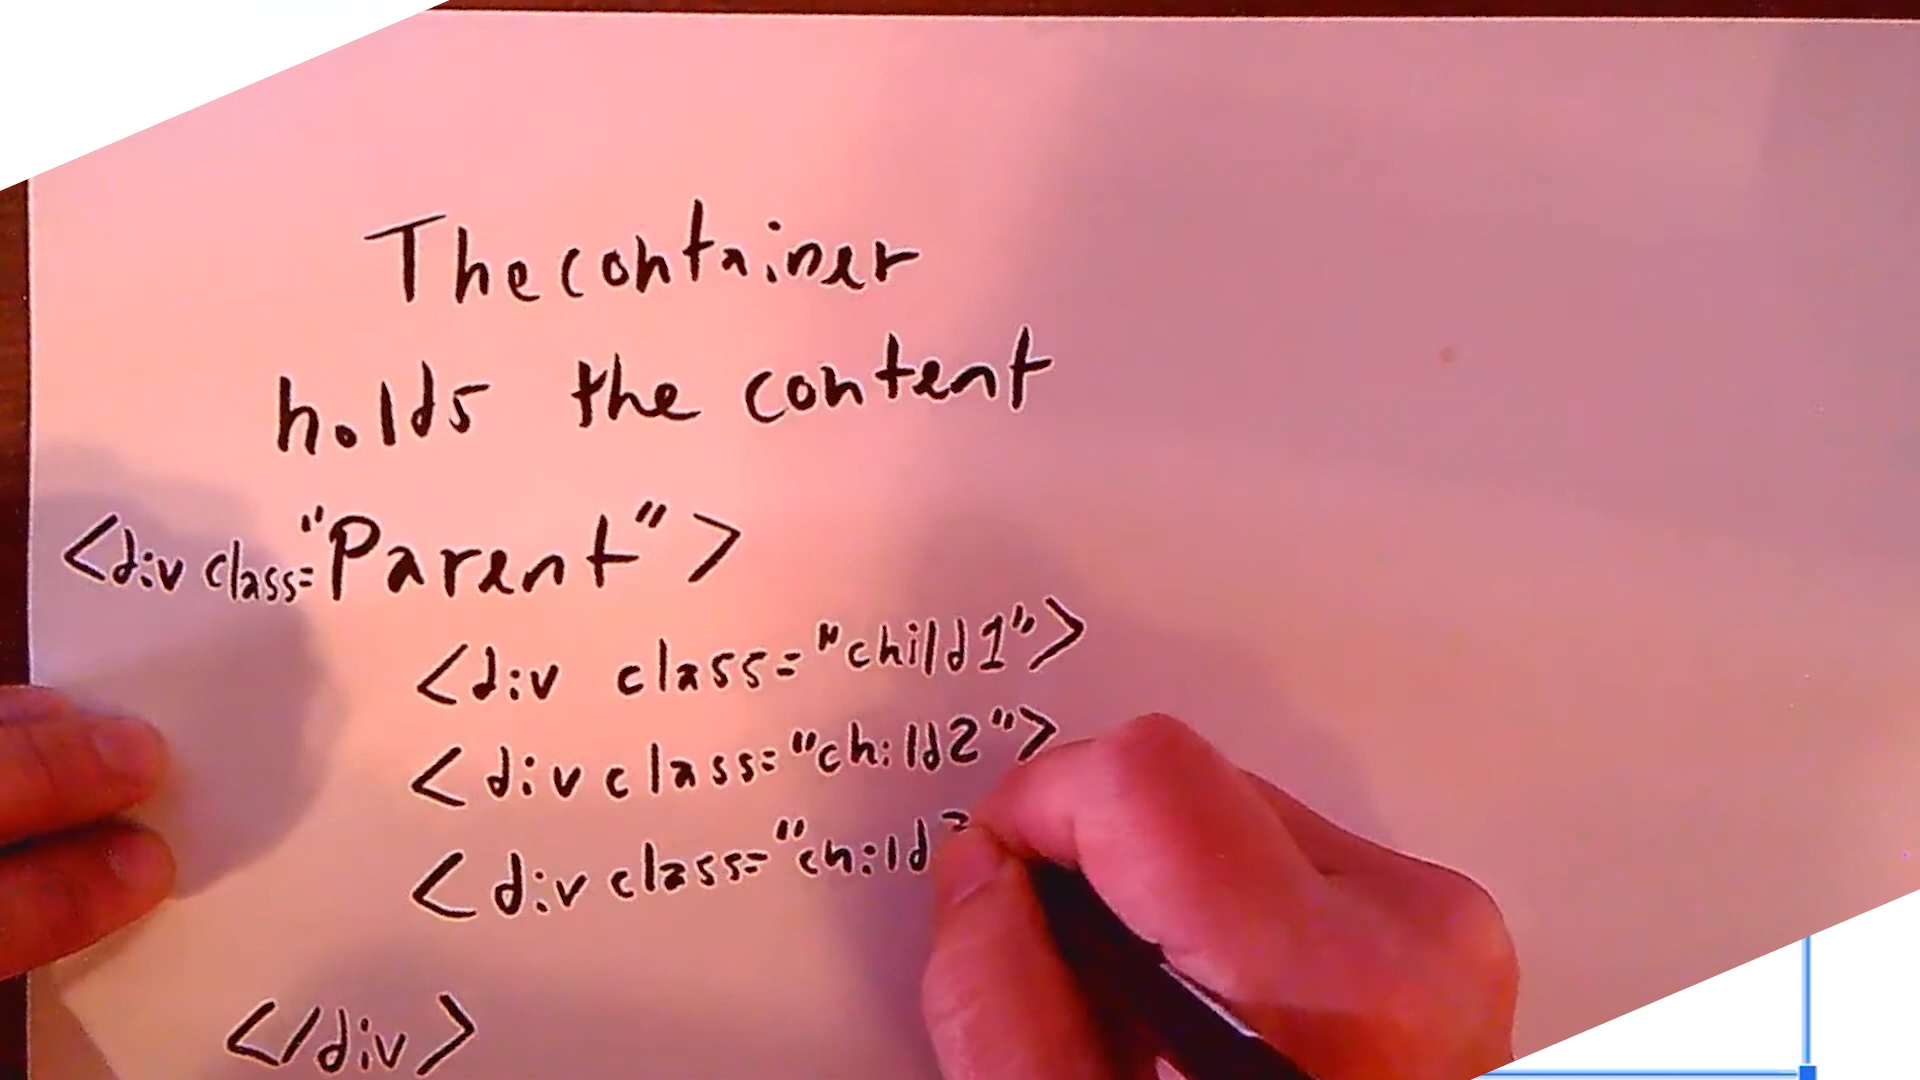 The container
holds the content
<div class="Parent">
<div class="child1">
<div class="child2">
<div class="child
</div>